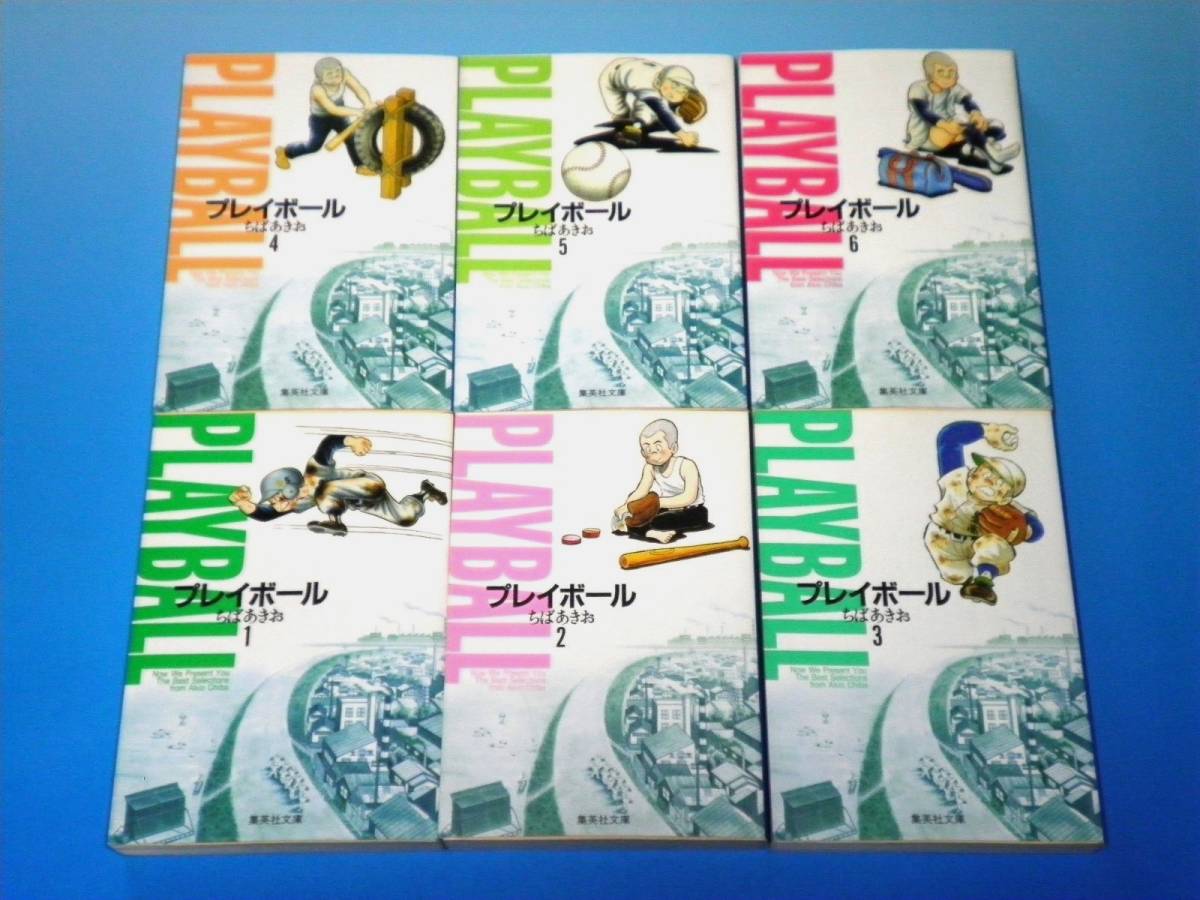 PLAYBALL
プレイボール
ちばあきお
4
集英社文庫
PLAYBALL
プレイボール
ちばあきお
5
集英社文庫
PLAYBALL
プレイボール
ちばあきお
6
集英社文庫
PLAYBALL
プレイボール
ちばあきお
1
Now We Present You
The Best Selections
from Akio Chiba
集英社文庫
PLAYBALL
プレイボール
ちばあきお
2
Now We Present You
The Best Selections
from Akio Chiba
集英社文庫
PLAYBALL
プレイボール
ちばあきお
3
Now We Present You
The Best Selections
from Akio Chiba
集英社文庫